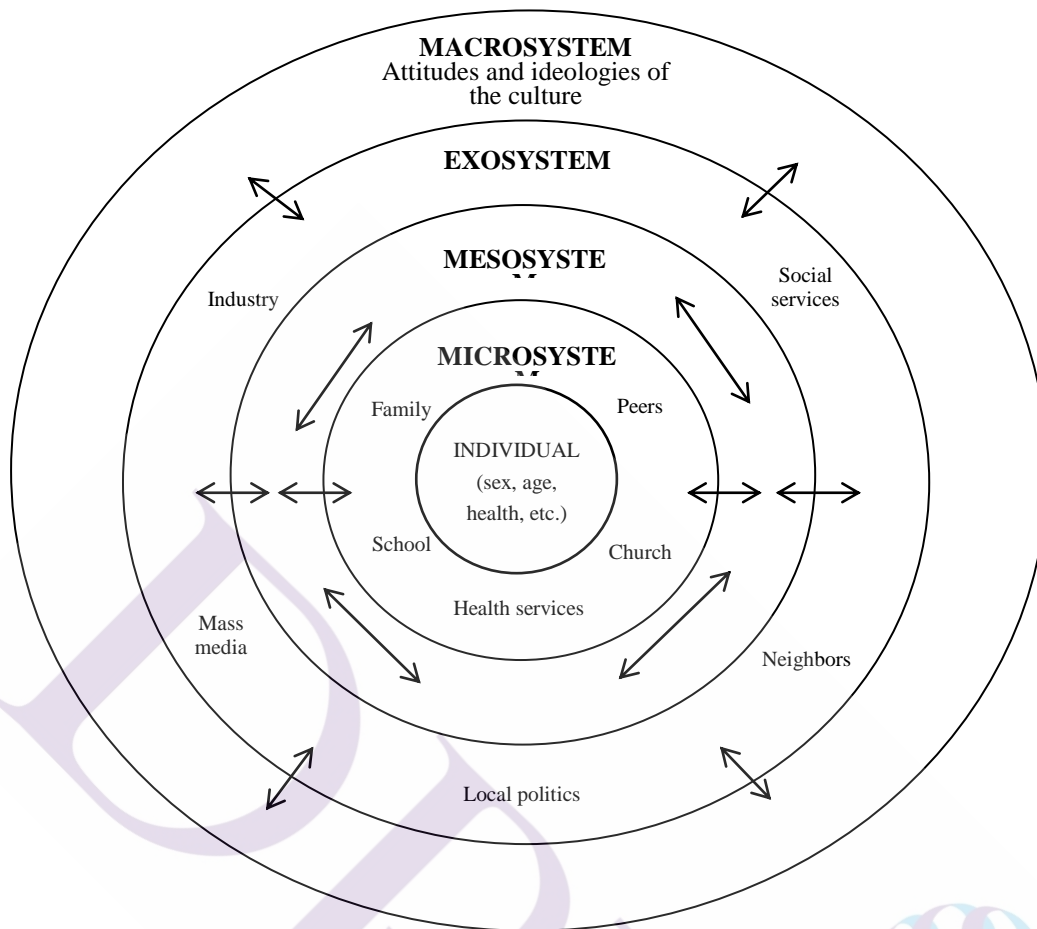 MACROSYSTEM
Attitudes and ideologies of
the culture
EXOSYSTEM
MESOSYSTE
Industry
Social
services
MICROSYSTE
Family
Peers
INDIVIDUAL
(sex, age,
health, etc.)
School
Church
Health services
Mass
media
Neighbors
Local politics